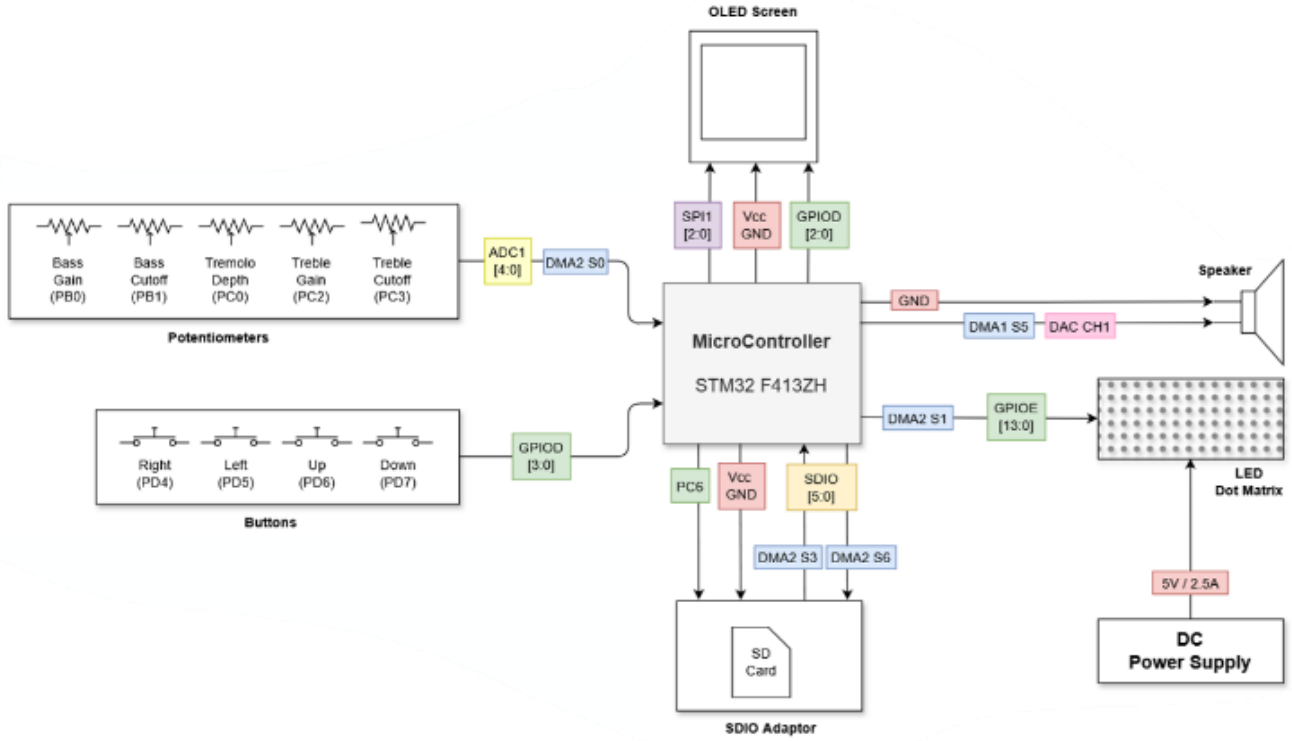 OLED Screen
SPI1
[2:0]
Vcc
GND
GPIOD
[2:0]
Bass
Gain
(PB0)
Bass
Cutoff
(PB1)
Tremolo
Depth
(PC0)
Treble
Gain
(PC2)
Treble
Cutoff
(PC3)
Potentiometers
ADC1
[4:0]
DMA2 S0
MicroController
STM32 F413ZH
Speaker
GND
DMA1 S5
DAC CH1
DMA2 S1
GPIOE
[13:0]
LED
Dot Matrix
Right
(PD4)
Left
(PD5)
Up
(PD6)
Down
(PD7)
Buttons
GPIOD
[3:0]
PC6
Vcc
GND
SDIO
[5:0]
DMA2 S3
DMA2 S6
5V / 2.5A
DC
Power Supply
SD
Card
SDIO Adaptor